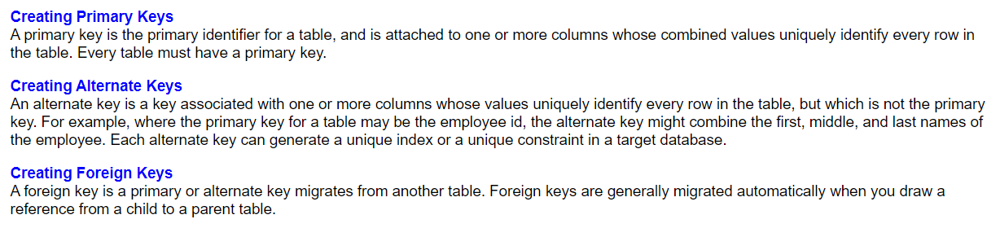 Creating Primary Keys
A primary key is the primary identifier for a table, and is attached to one or more columns whose combined values uniquely identify every row in
the table. Every table must have a primary key.
Creating Alternate Keys
An alternate key is a key associated with one or more columns whose values uniquely identify every row in the table, but which is not the primary
key. For example, where the primary key for a table may be the employee id, the alternate key might combine the first, middle, and last names of
the employee. Each alternate key can generate a unique index or a unique constraint in a target database.
Creating Foreign Keys
A foreign key is a primary or alternate key migrates from another table. Foreign keys are generally migrated automatically when you draw a
reference from a child to a parent table.